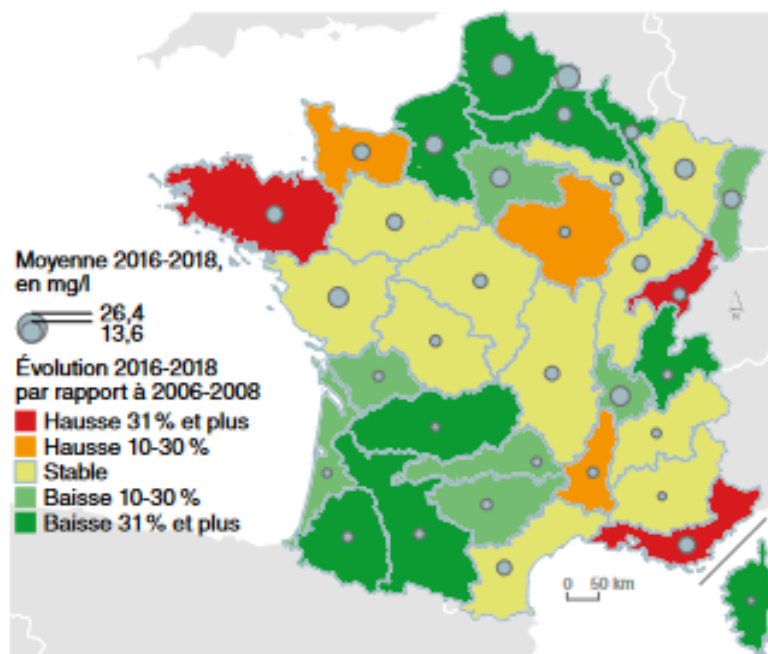 Moyenne 2016-2018,
en mg/l
26,4
13,6
Évolution 2016-2018
par rapport à 2006-2008
Hausse 31 % et plus
Hausse 10-30 %
Stable
Baisse 10-30 %
Baisse 31 % et plus
0 50 km
N